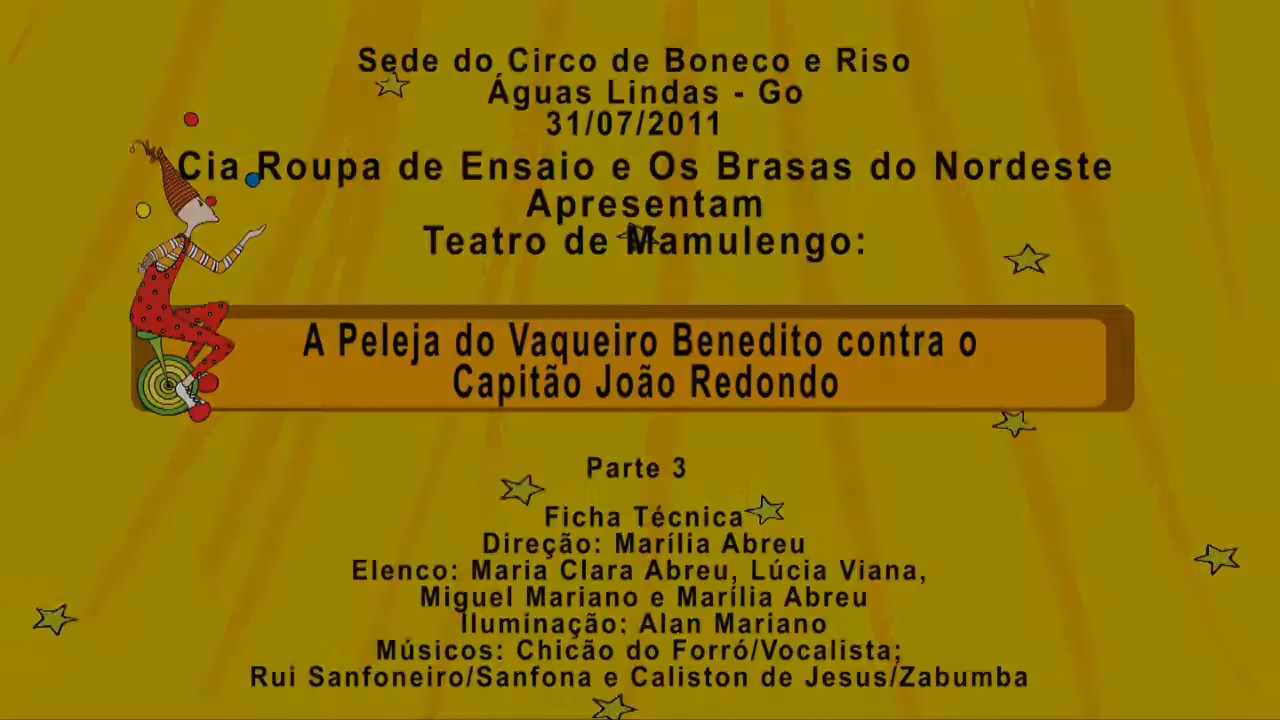 Sede do Circo de Boneco e Riso
Águas Lindas - Go
31/07/2011
Cia Roupa de Ensaio e Os Brasas do Nordeste
Apresentam
Teatro de Mamulengo:
A Peleja do Vaqueiro Benedito contra o
Capitão João Redondo
Parte 3
Ficha Técnica
Direção: Marília Abreu
Elenco: Maria Clara Abreu, Lúcia Viana,
Miguel Mariano e Marília Abreu
Iluminação: Alan Mariano
Músicos: Chicão do Forró/Vocalista;
Rui Sanfoneiro/Sanfona e Caliston de Jesus/Zabumba